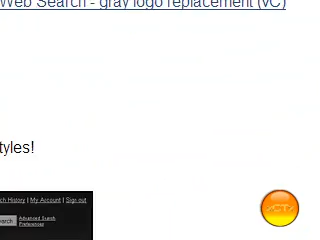 Web Search - gray logo replacement (VC)
tyles!
ch History | My Account | Sign out
earch Advanced Search
Preferences